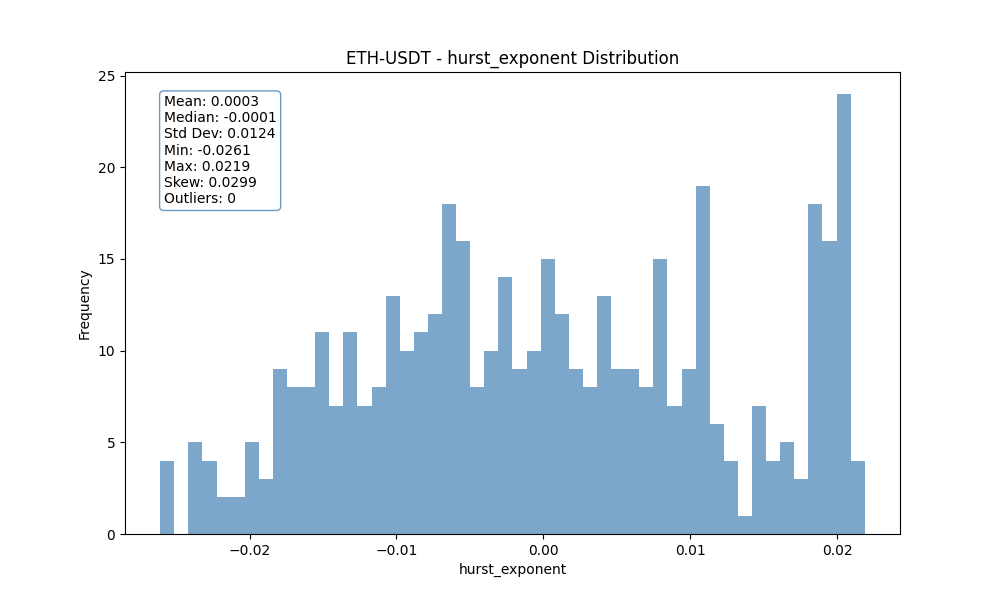 ETH-USDT - hurst_exponent Distribution
25
20
15
10
5
0
Frequency
Mean: 0.0003
Median: -0.0001
Std Dev: 0.0124
Min: -0.0261
Max: 0.0219
Skew: 0.0299
Outliers: 0
−0.02
−0.01
0.00
0.01
0.02
hurst_exponent